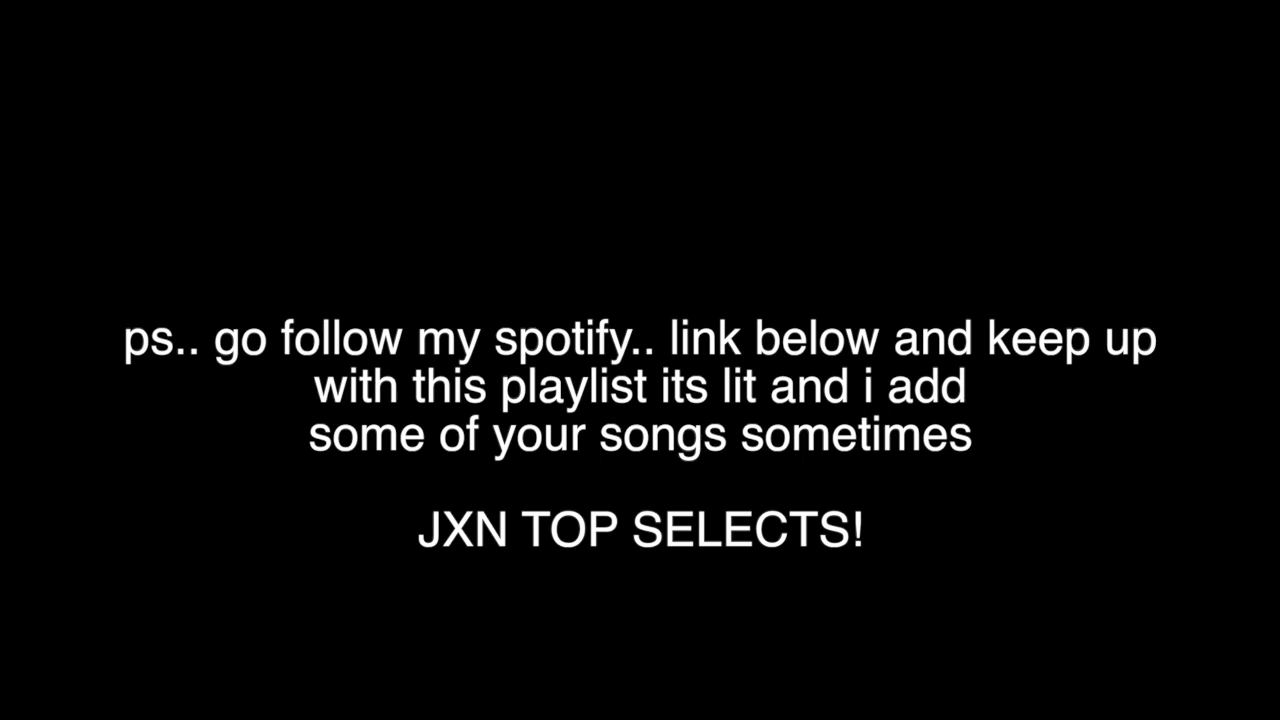 ps.. go follow my spotify.. link below and keep up
with this playlist its lit and i add
some of your songs sometimes
JXN TOP SELECTS!